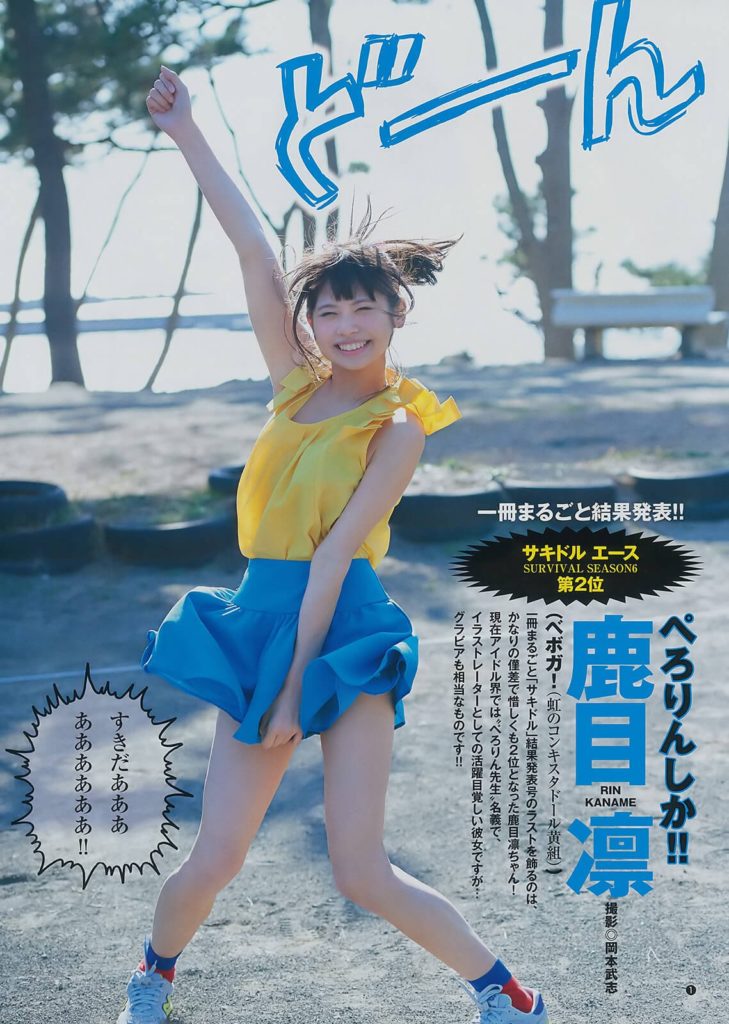 どーん
一冊まるごと結果発表!!
サキドル エース
SURVIVAL SEASON6
第2位
ぺろりんしか!!
鹿目 凛
RIN
KANAME
(ベボガ!(虹のコンキスタドール黄組))
一冊まるごと「サキドル」結果発表号のラストを飾るのは、
かなりの僅差で惜しくも2位となった鹿目凛ちゃん!
現在アイドル界では"ぺろりん先生"名義で、
イラストレーターとしての活躍目覚しい彼女ですが…
グラビアも相当なものです!!
撮影◎岡本武志
すきだあああ
ああああああ!!
1